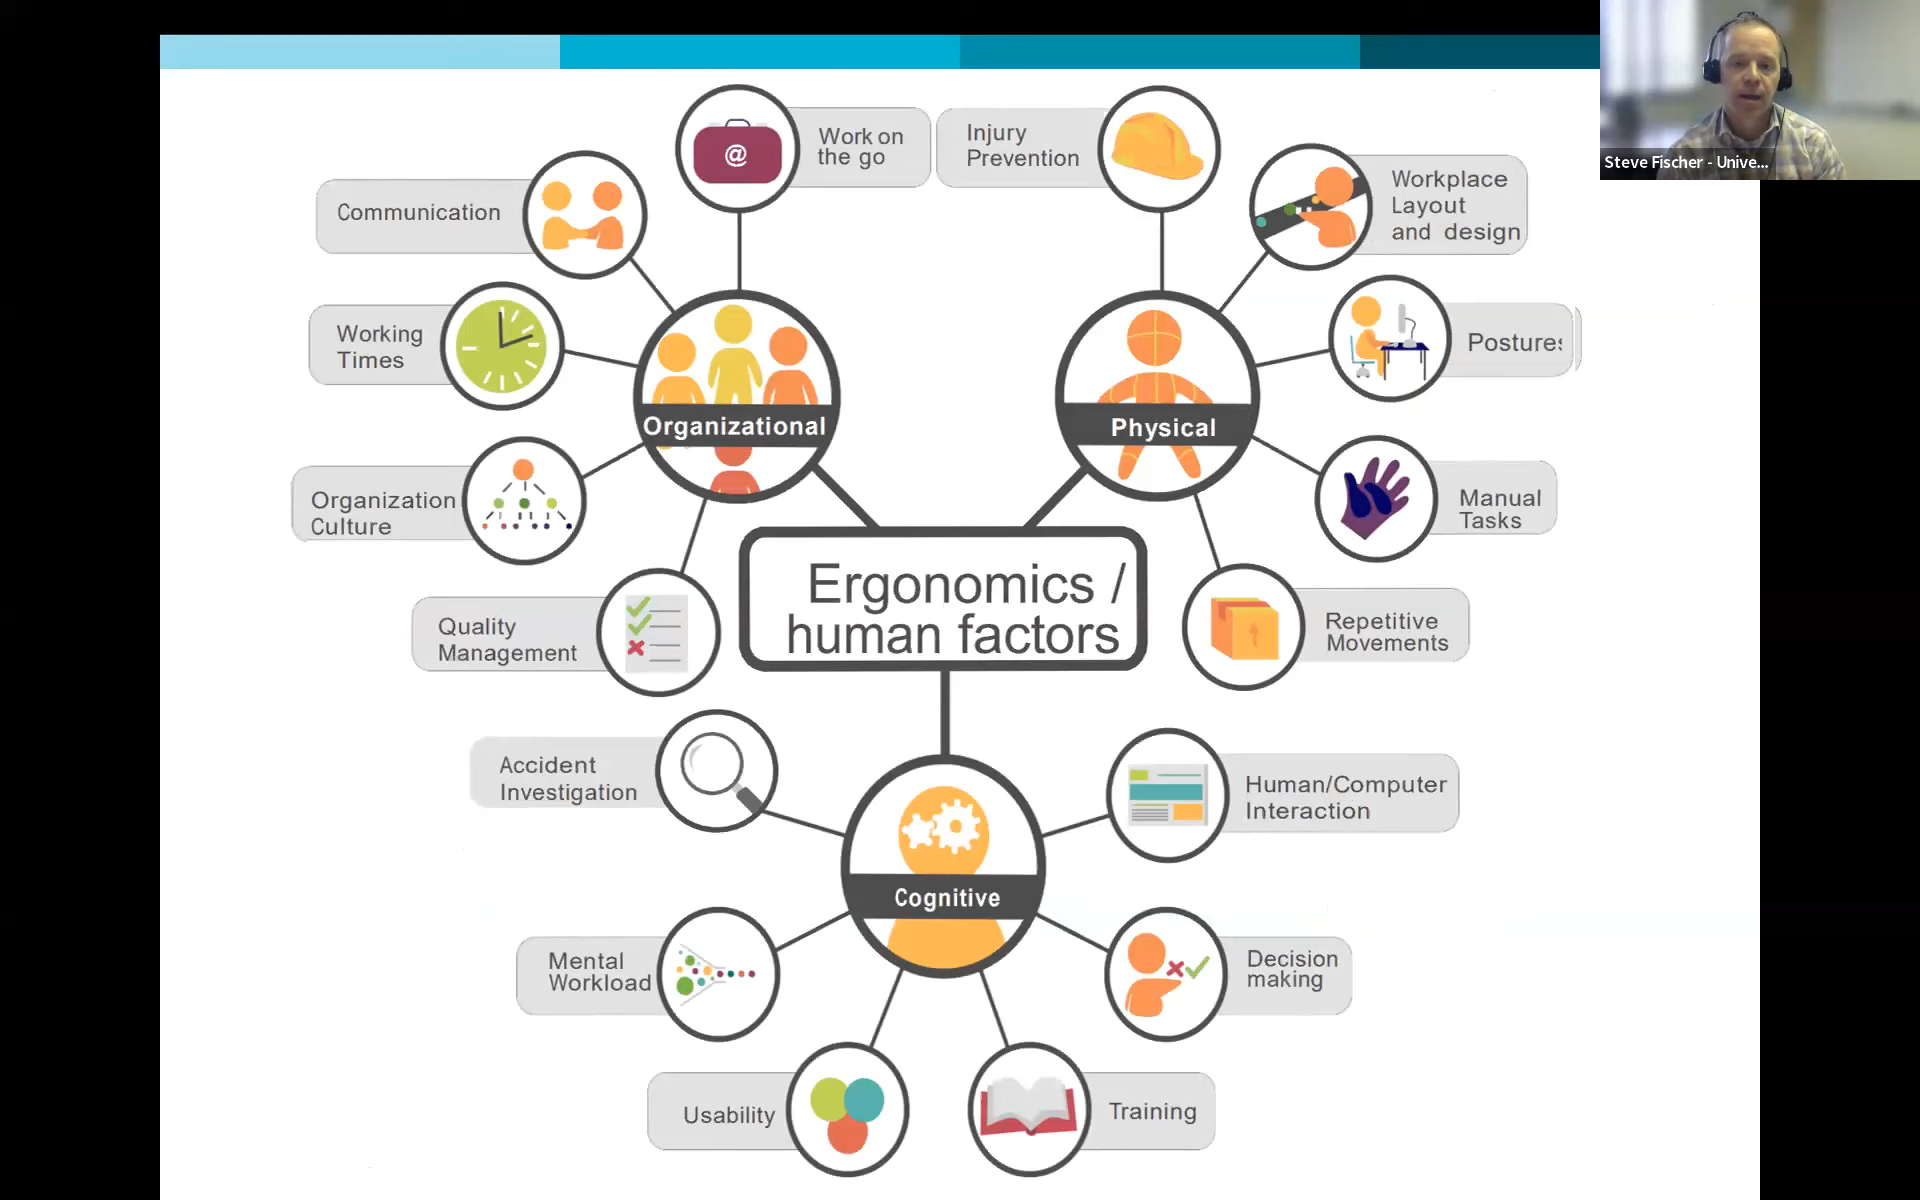 Work on
the go
Injury
Prevention
Workplace
Layout
and design
Steve Fischer - Unive...
Communication
@
Working
Times
Postures
Organizational
Physical
Organization
Culture
Manual
Tasks
Ergonomics /
human factors
Quality
Management
Repetitive
Movements
Accident
Investigation
Human/Computer
Interaction
Cognitive
Mental
Workload
Decision
making
Usability
Training